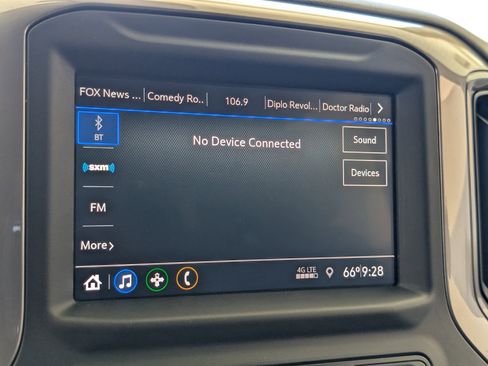 FOX News ... Comedy Ro.. 106.9 Diplo Revol... Doctor Radio
BT
No Device Connected
Sound
sxm
Devices
FM
More
4G LTE
66° 9:28